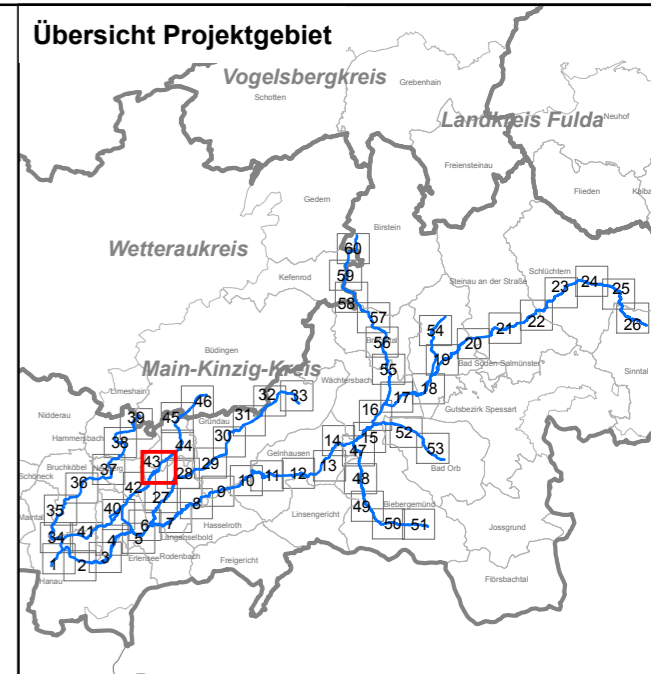 Übersicht Projektgebiet
Vogelsbergkreis
Grebenhain
Schotten
Landkreis Fulda
Neuhof
Freiensteinau
Flieden
Kalba
Gedern
Birstein
Wetteraukreis
60
Kefenrod
59
Steinau an der Straße
Schlüchtern
23
24
25
58
57
54
22
26
21
Büdingen
56
20
Sinntal
Main-Kinzig-Kreis
19
Bad Soden-Salmünster
Limeshain
46
32
33
Wächtersbach
55
18
17
Nidderau
39
45
31
16
Gutsbezirk Spessart
Hammersbach
38
Gründau
30
14
15
52
44
Gelnhausen
47
53
Bruchköbel
43
29
13
Bad Orb
37
28
10
11
12
48
Schöneck
36
42
27
9
Linsengericht
49
Biebergemünd
35
40
8
Hasselroth
50
51
Jossgrund
Maintal
41
6
7
Langenselbold
34
4
5
Erlensee
Rodenbach
Freigericht
1
2
3
Flörsbachtal
Hanau